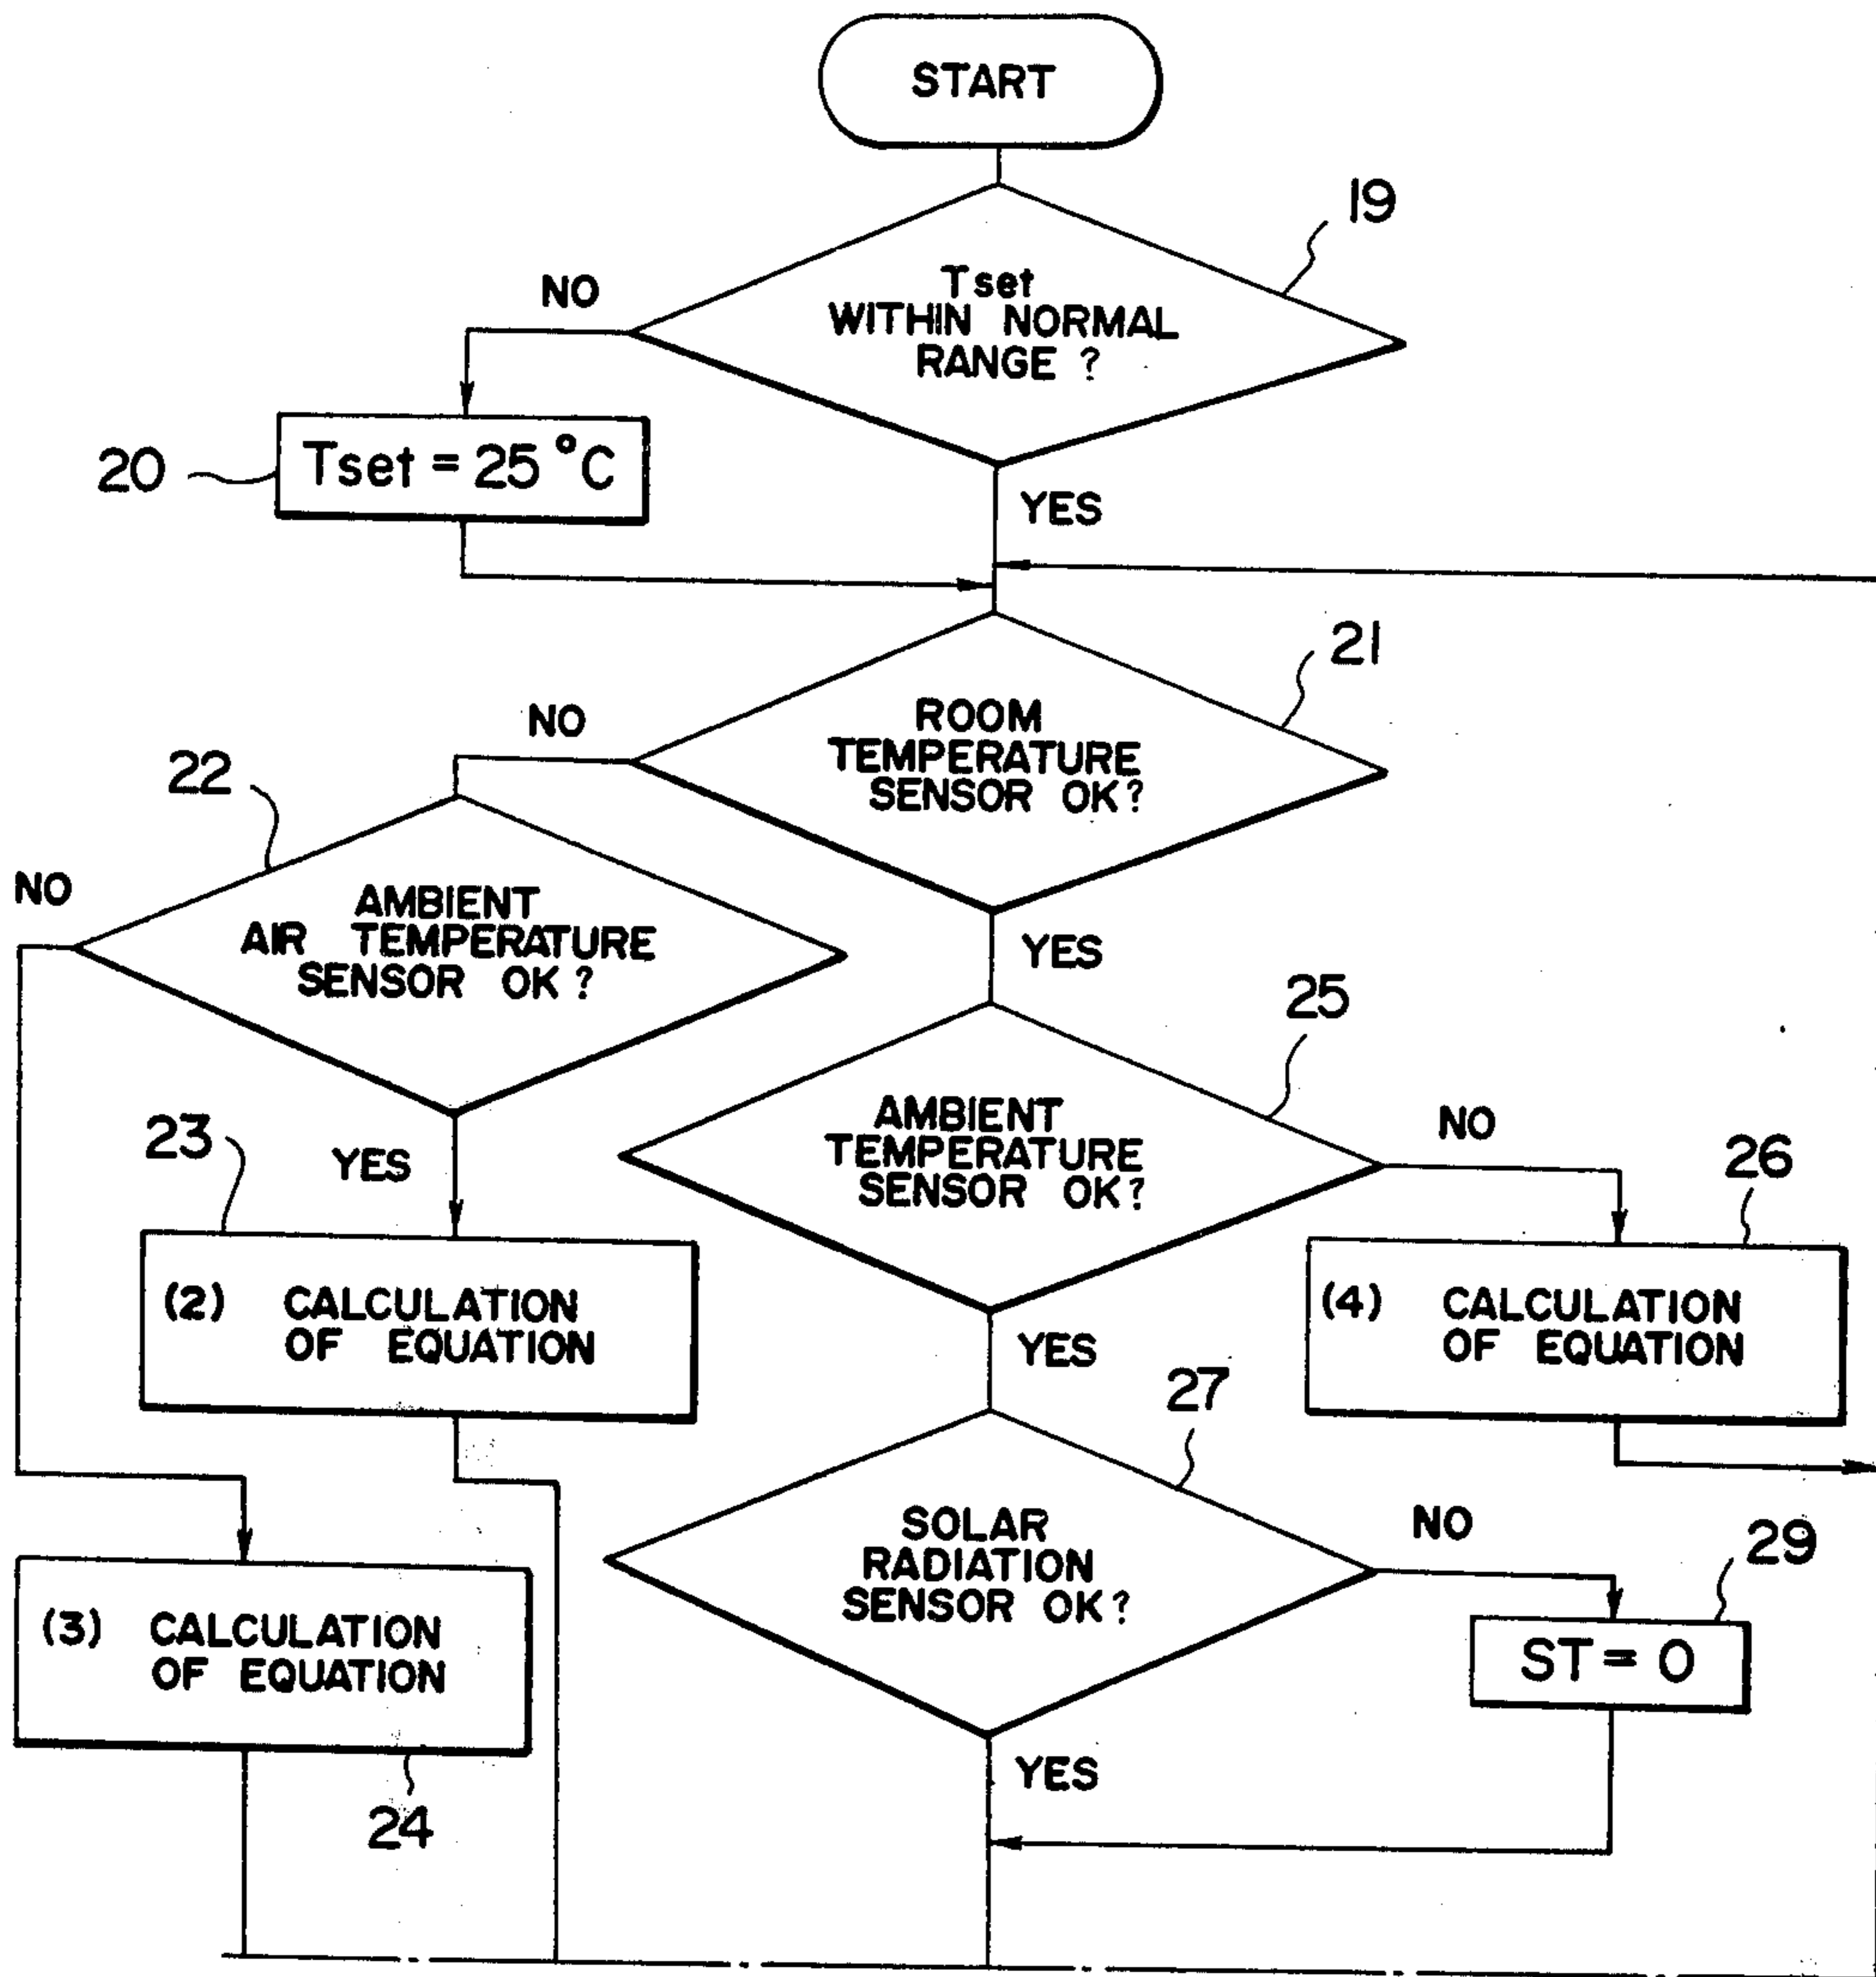 START
19
NO
Tset
WITHIN NORMAL
RANGE ?
20
Tset = 25 °C
YES
21
NO
ROOM
TEMPERATURE
SENSOR OK?
22
NO
AMBIENT
AIR TEMPERATURE
SENSOR OK?
YES
25
23
YES
AMBIENT
TEMPERATURE
SENSOR OK?
NO
26
(2) CALCULATION
OF EQUATION
YES
(4) CALCULATION
OF EQUATION
27
SOLAR
RADIATION
SENSOR OK?
NO
29
(3) CALCULATION
OF EQUATION
ST = 0
24
YES